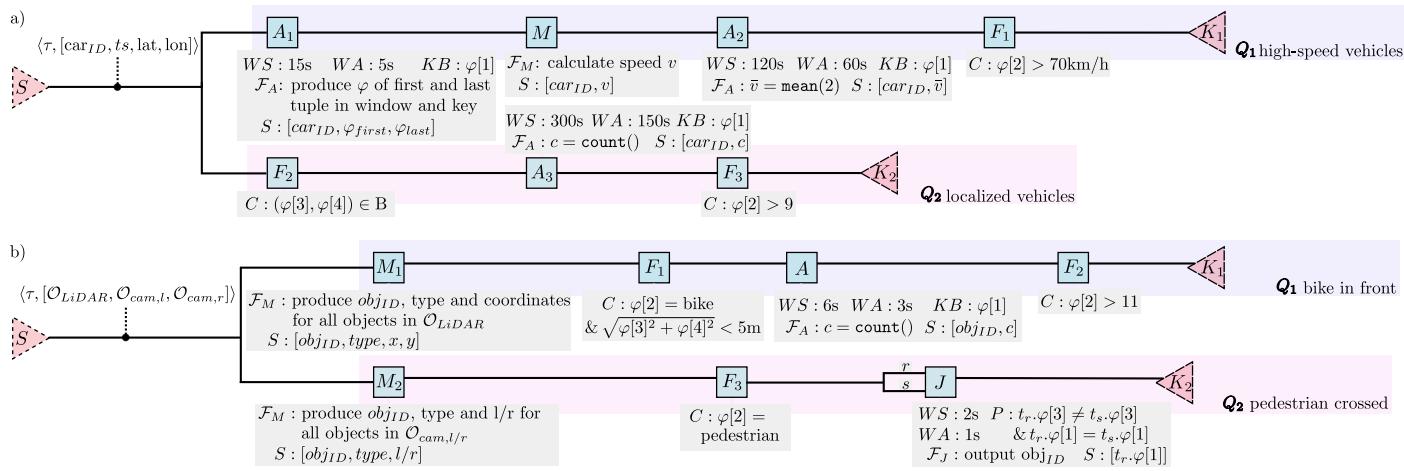 a)
⟨τ, [car_ID, ts, lat, lon]⟩
S
A₁
M
A₂
F₁
K₁
Q₁ high-speed vehicles
WS : 15s WA : 5s KB : φ[1]
F_A: produce φ of first and last
tuple in window and key
S : [car_ID, φ_first, φ_last]
F_M: calculate speed v
S : [car_ID, v]
WS : 120s WA : 60s KB : φ[1]
F_A : v̄ = mean(2) S : [car_ID, v̄]
C : φ[2] > 70km/h
WS : 300s WA : 150s KB : φ[1]
F_A : c = count() S : [car_ID, c]
F₂
A₃
F₃
K₂
Q₂ localized vehicles
C : (φ[3], φ[4]) ∈ B
C : φ[2] > 9
b)
⟨τ, [O_LiDAR, O_cam,l, O_cam,r]⟩
S
M₁
F₁
A
F₂
K₁
Q₁ bike in front
F_M : produce obj_ID, type and coordinates
for all objects in O_LiDAR
S : [obj_ID, type, x, y]
C : φ[2] = bike
& √(φ[3]² + φ[4]²) < 5m
WS : 6s WA : 3s KB : φ[1]
F_A : c = count() S : [obj_ID, c]
C : φ[2] > 11
M₂
F₃
r
s
J
K₂
Q₂ pedestrian crossed
F_M : produce obj_ID, type and l/r for
all objects in O_cam,l/r
S : [obj_ID, type, l/r]
C : φ[2] =
pedestrian
WS : 2s P : t_r.φ[3] ≠ t_s.φ[3]
WA : 1s & t_r.φ[1] = t_s.φ[1]
F_J : output obj_ID S : [t_r.φ[1]]